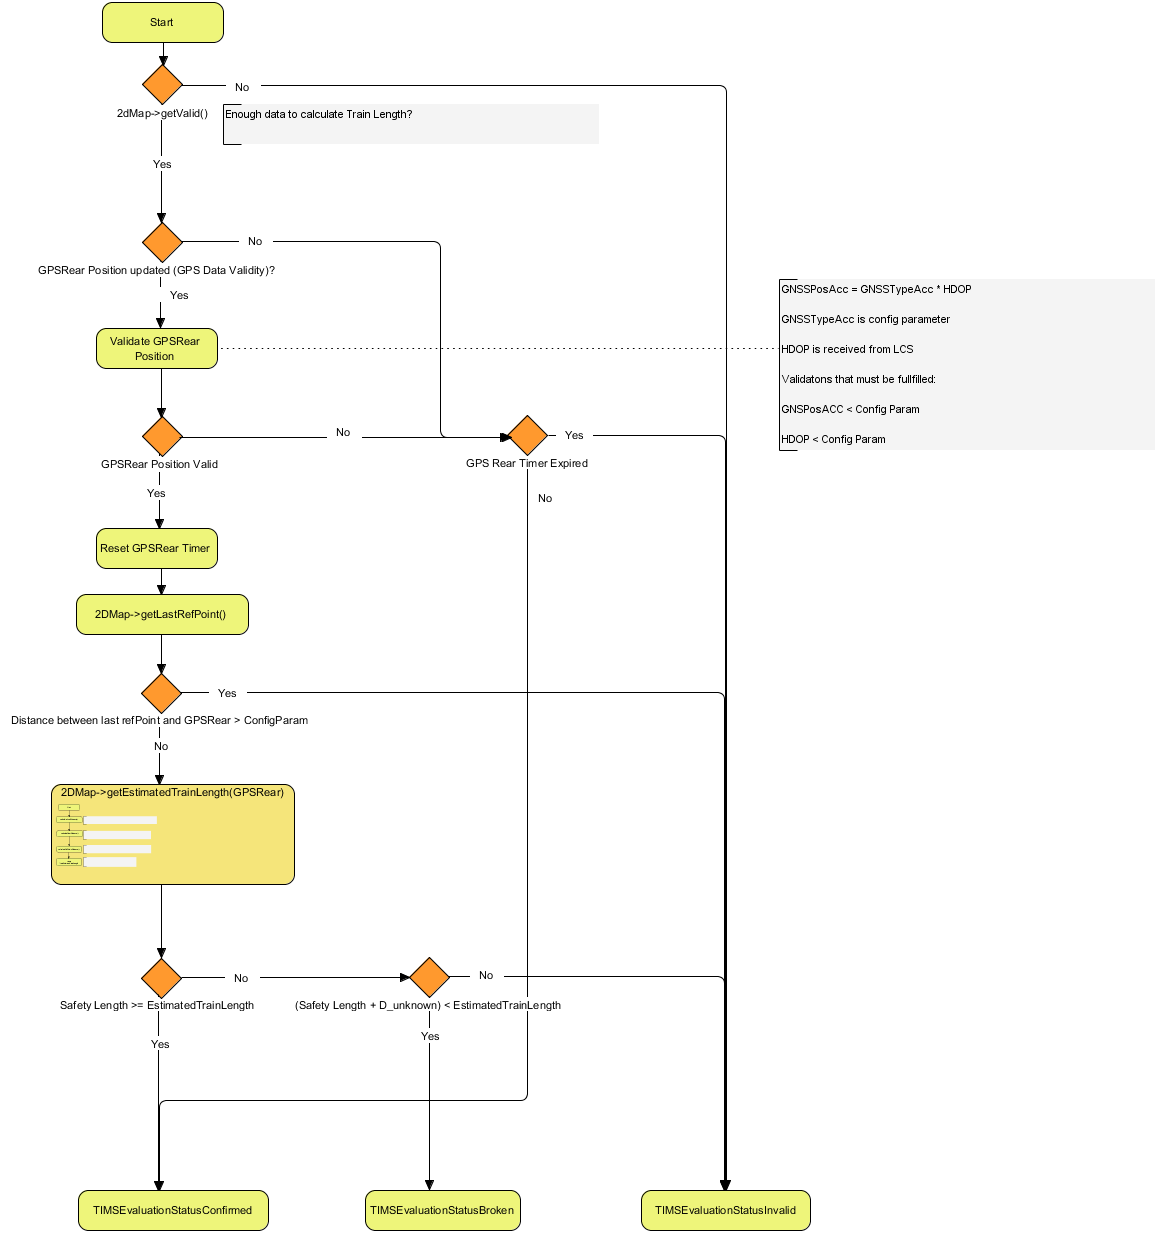 Start
No
2dMap->getValid()
Enough data to calculate Train Length?
Yes
No
GPSRear Position updated (GPS Data Validity)?
Yes
GNSSPosAcc = GNSSTypeAcc * HDOP
GNSSTypeAcc is config parameter
HDOP is received from LCS
Validatons that must be fullfilled:
GNSPosACC < Config Param
HDOP < Config Param
Validate GPSRear
Position
No
Yes
GPSRear Position Valid
GPS Rear Timer Expired
Yes
No
Reset GPSRear Timer
2DMap->getLastRefPoint()
Yes
Distance between last refPoint and GPSRear > ConfigParam
No
2DMap->getEstimatedTrainLength(GPSRear)
No
No
Safety Length >= EstimatedTrainLength
(Safety Length + D_unknown) < EstimatedTrainLength
Yes
Yes
TIMSEvaluationStatusConfirmed
TIMSEvaluationStatusBroken
TIMSEvaluationStatusInvalid